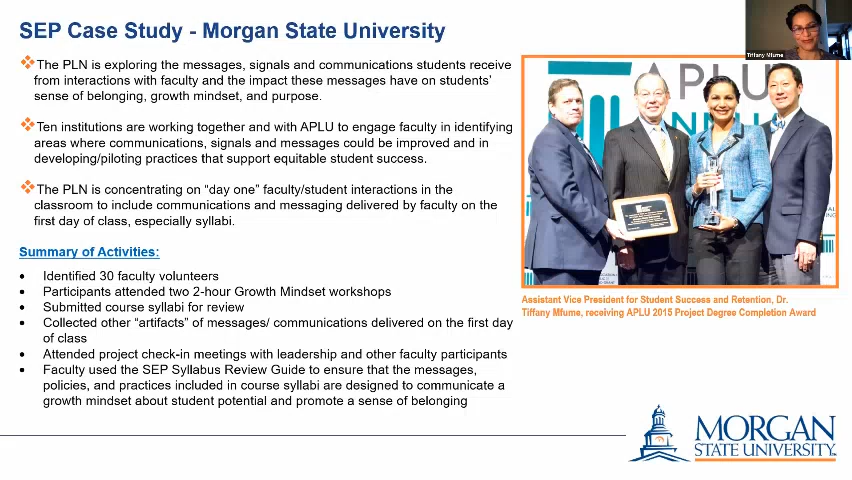 SEP Case Study - Morgan State University
Tiffany Mfume
❖The PLN is exploring the messages, signals and communications students receive
from interactions with faculty and the impact these messages have on students'
sense of belonging, growth mindset, and purpose.
❖Ten institutions are working together and with APLU to engage faculty in identifying
areas where communications, signals and messages could be improved and in
developing/piloting practices that support equitable student success.
❖The PLN is concentrating on "day one" faculty/student interactions in the
classroom to include communications and messaging delivered by faculty on the
first day of class, especially syllabi.
Summary of Activities:
• Identified 30 faculty volunteers
• Participants attended two 2-hour Growth Mindset workshops
• Submitted course syllabi for review
• Collected other "artifacts" of messages/ communications delivered on the first day
of class
• Attended project check-in meetings with leadership and other faculty participants
• Faculty used the SEP Syllabus Review Guide to ensure that the messages,
policies, and practices included in course syllabi are designed to communicate a
growth mindset about student potential and promote a sense of belonging
APLU
Assistant Vice President for Student Success and Retention, Dr.
Tiffany Mfume, receiving APLU 2015 Project Degree Completion Award
MORGAN
STATE UNIVERSITY